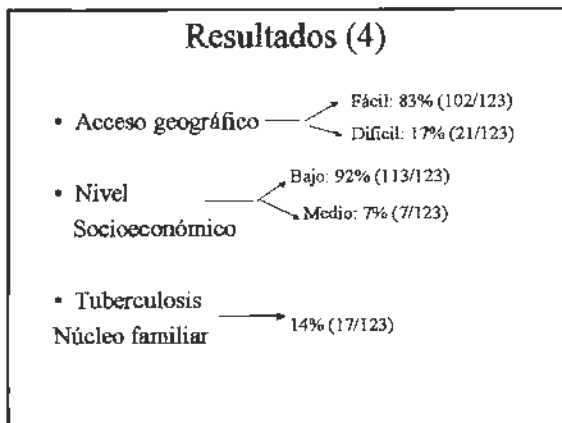 Resultados (4)
• Acceso geográfico
Fácil: 83% (102/123)
Difícil: 17% (21/123)
• Nivel
Socioeconómico
Bajo: 92% (113/123)
Medio: 7% (7/123)
• Tuberculosis
Núcleo familiar
14% (17/123)